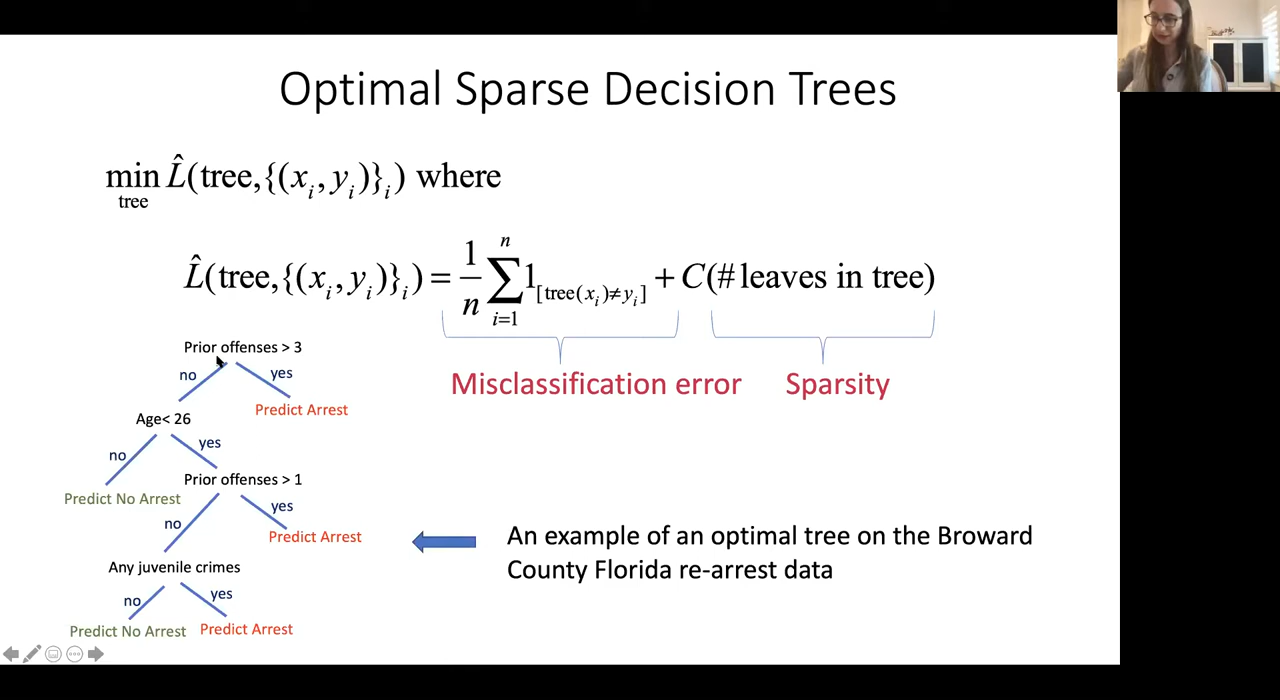 Optimal Sparse Decision Trees
min L̂(tree,{(xᵢ, yᵢ)}ᵢ) where
tree
L̂(tree,{(xᵢ, yᵢ)}ᵢ) = 1/n ∑ᵢ₌₁ⁿ 1[tree(xᵢ)≠yᵢ] + C(# leaves in tree)
Misclassification error
Sparsity
Prior offenses > 3
no
yes
Predict Arrest
Age< 26
no
yes
Predict No Arrest
Prior offenses > 1
no
yes
Predict Arrest
Any juvenile crimes
no
yes
Predict No Arrest
Predict Arrest
An example of an optimal tree on the Broward
County Florida re-arrest data